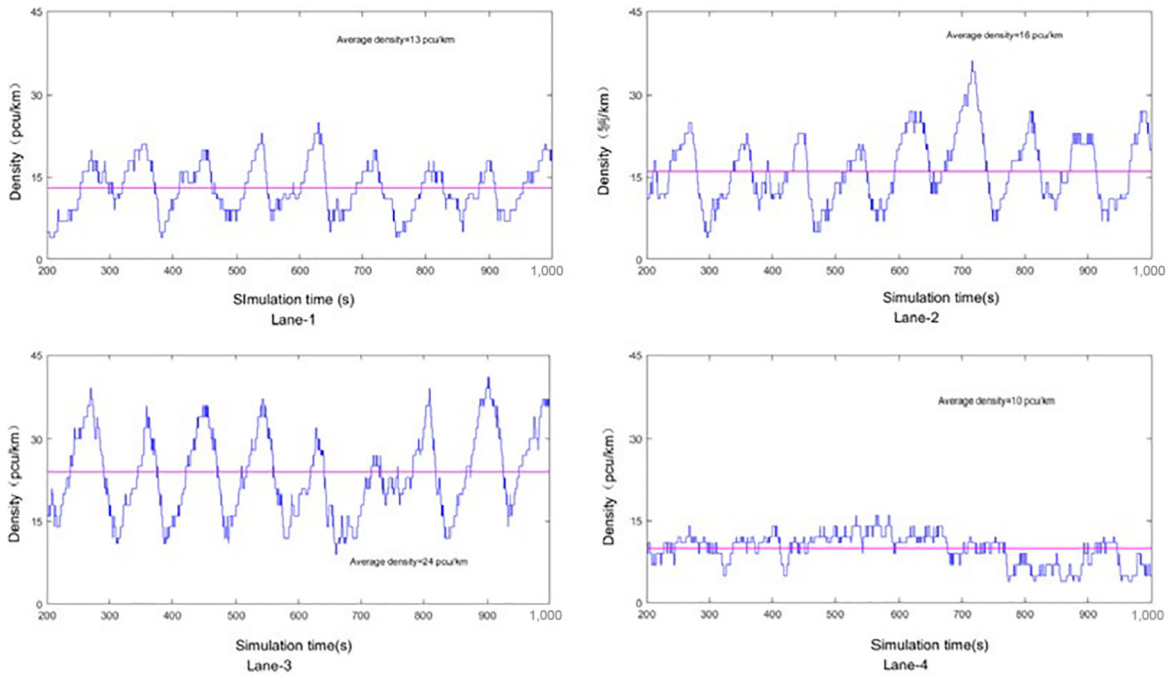 45
30
15
0
Density（pcu/km）
Average density=13 pcu/km
200 300 400 500 600 700 800 900 1,000
SImulation time (s)
Lane-1
45
30
15
0
Density（辆/km）
Average density=16 pcu/km
200 300 400 500 600 700 800 900 1,000
Simulation time(s)
Lane-2
45
30
15
0
Density（pcu/km）
Average density=24 pcu/km
200 300 400 500 600 700 800 900 1,000
Simulation time(s)
Lane-3
45
30
15
0
Density（pcu/km）
Average density=10 pcu/km
200 300 400 500 600 700 800 900 1,000
Simulation time(s)
Lane-4